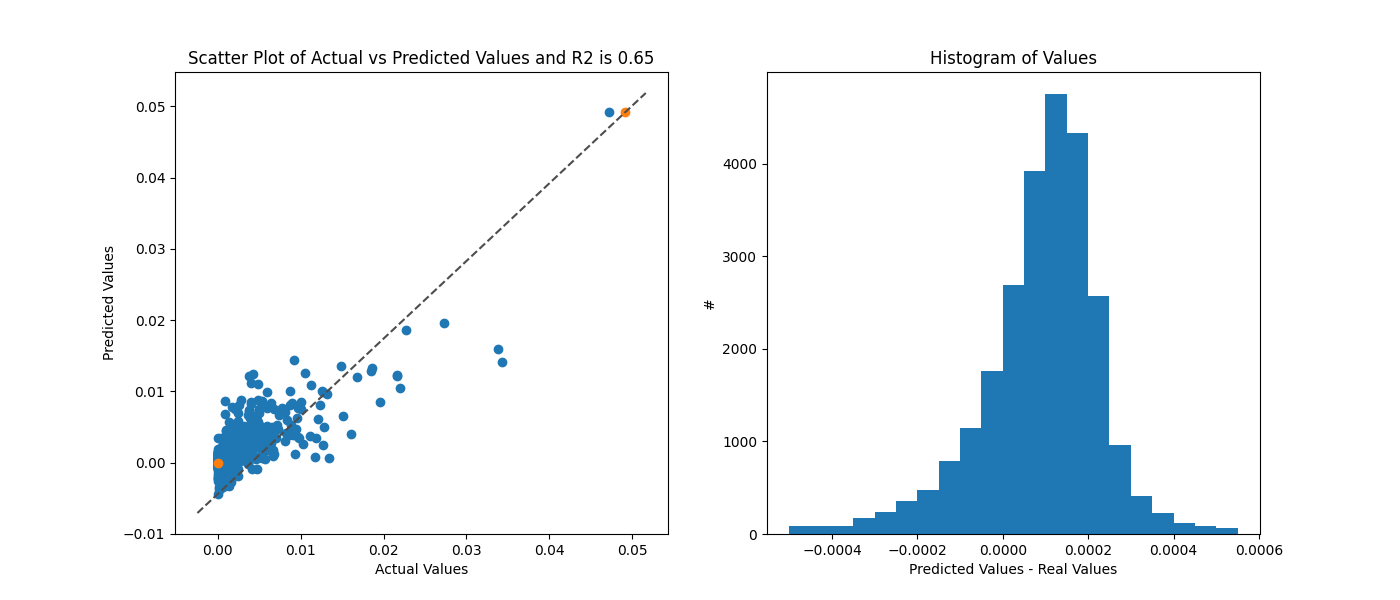 Scatter Plot of Actual vs Predicted Values and R2 is 0.65
Predicted Values
0.05
0.04
0.03
0.02
0.01
0.00
−0.01
0.00 0.01 0.02 0.03 0.04 0.05
Actual Values
Histogram of Values
#
4000
3000
2000
1000
0
−0.0004 −0.0002 0.0000 0.0002 0.0004 0.0006
Predicted Values - Real Values